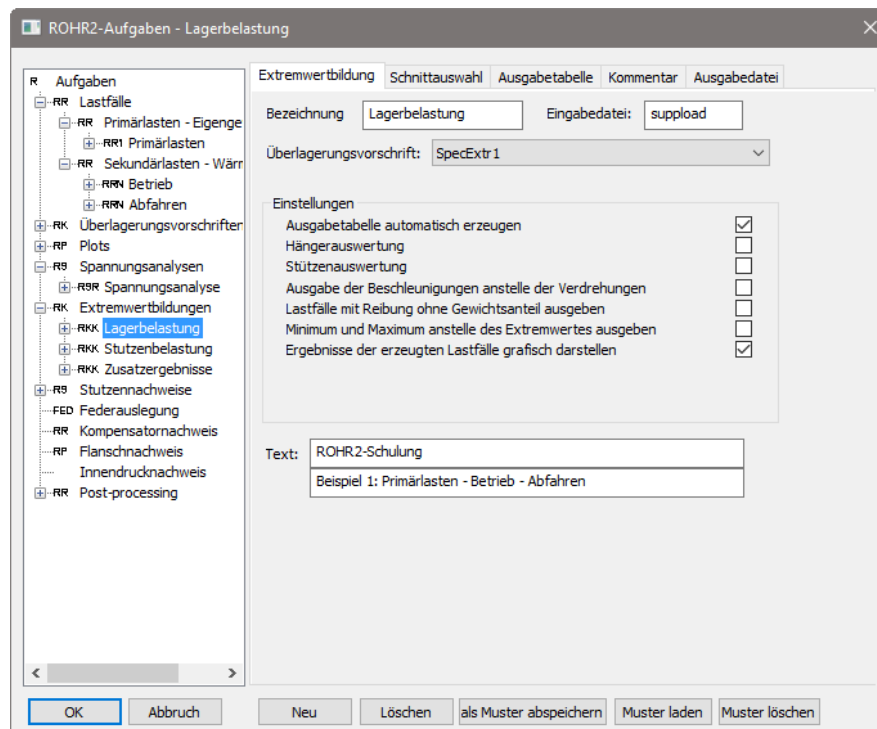 ROHR2-Aufgaben - Lagerbelastung
R Aufgaben
RR Lastfälle
RR Primärlasten - Eigenge
RR1 Primärlasten
RR Sekundärlasten - Wärr
RRN Betrieb
RRN Abfahren
RK Überlagerungsvorschriften
RP Plots
R9 Spannungsanalysen
R9R Spannungsanalyse
RK Extremwertbildungen
RKK Lagerbelastung
RKK Stutzenbelastung
RKK Zusatzergebnisse
R9 Stutzennachweise
FED Federauslegung
RR Kompensatornachweis
RP Flanschnachweis
Innendrucknachweis
RR Post-processing
Extremwertbildung Schnittauswahl Ausgabetabelle Kommentar Ausgabedatei
Bezeichnung Lagerbelastung Eingabedatei: suppload
Überlagerungsvorschrift: SpecExtr1
Einstellungen
Ausgabetabelle automatisch erzeugen
Hängerauswertung
Stützenauswertung
Ausgabe der Beschleunigungen anstelle der Verdrehungen
Lastfälle mit Reibung ohne Gewichtsanteil ausgeben
Minimum und Maximum anstelle des Extremwertes ausgeben
Ergebnisse der erzeugten Lastfälle grafisch darstellen
Text: ROHR2-Schulung
Beispiel 1: Primärlasten - Betrieb - Abfahren
OK Abbruch Neu Löschen als Muster abspeichern Muster laden Muster löschen